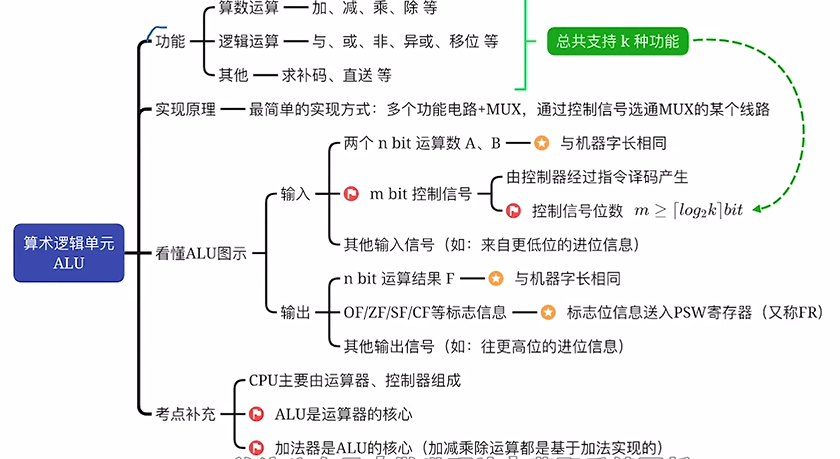 算数运算 加、减、乘、除 等
功能 逻辑运算 与、或、非、异或、移位 等 总共支持 k 种功能
其他 求补码、直送 等
实现原理 最简单的实现方式：多个功能电路+MUX，通过控制信号选通MUX的某个线路
两个 n bit 运算数 A、B 与机器字长相同
由控制器经过指令译码产生
输入 m bit 控制信号
控制信号位数 m ≥ ⌈log₂k⌉bit
算术逻辑单元
ALU
看懂ALU图示
其他输入信号（如：来自更低位的进位信息）
n bit 运算结果 F 与机器字长相同
输出 OF/ZF/SF/CF等标志信息 标志位信息送入PSW寄存器（又称FR）
其他输出信号（如：往更高位的进位信息）
CPU主要由运算器、控制器组成
考点补充 ALU是运算器的核心
加法器是ALU的核心（加减乘除运算都是基于加法实现的）